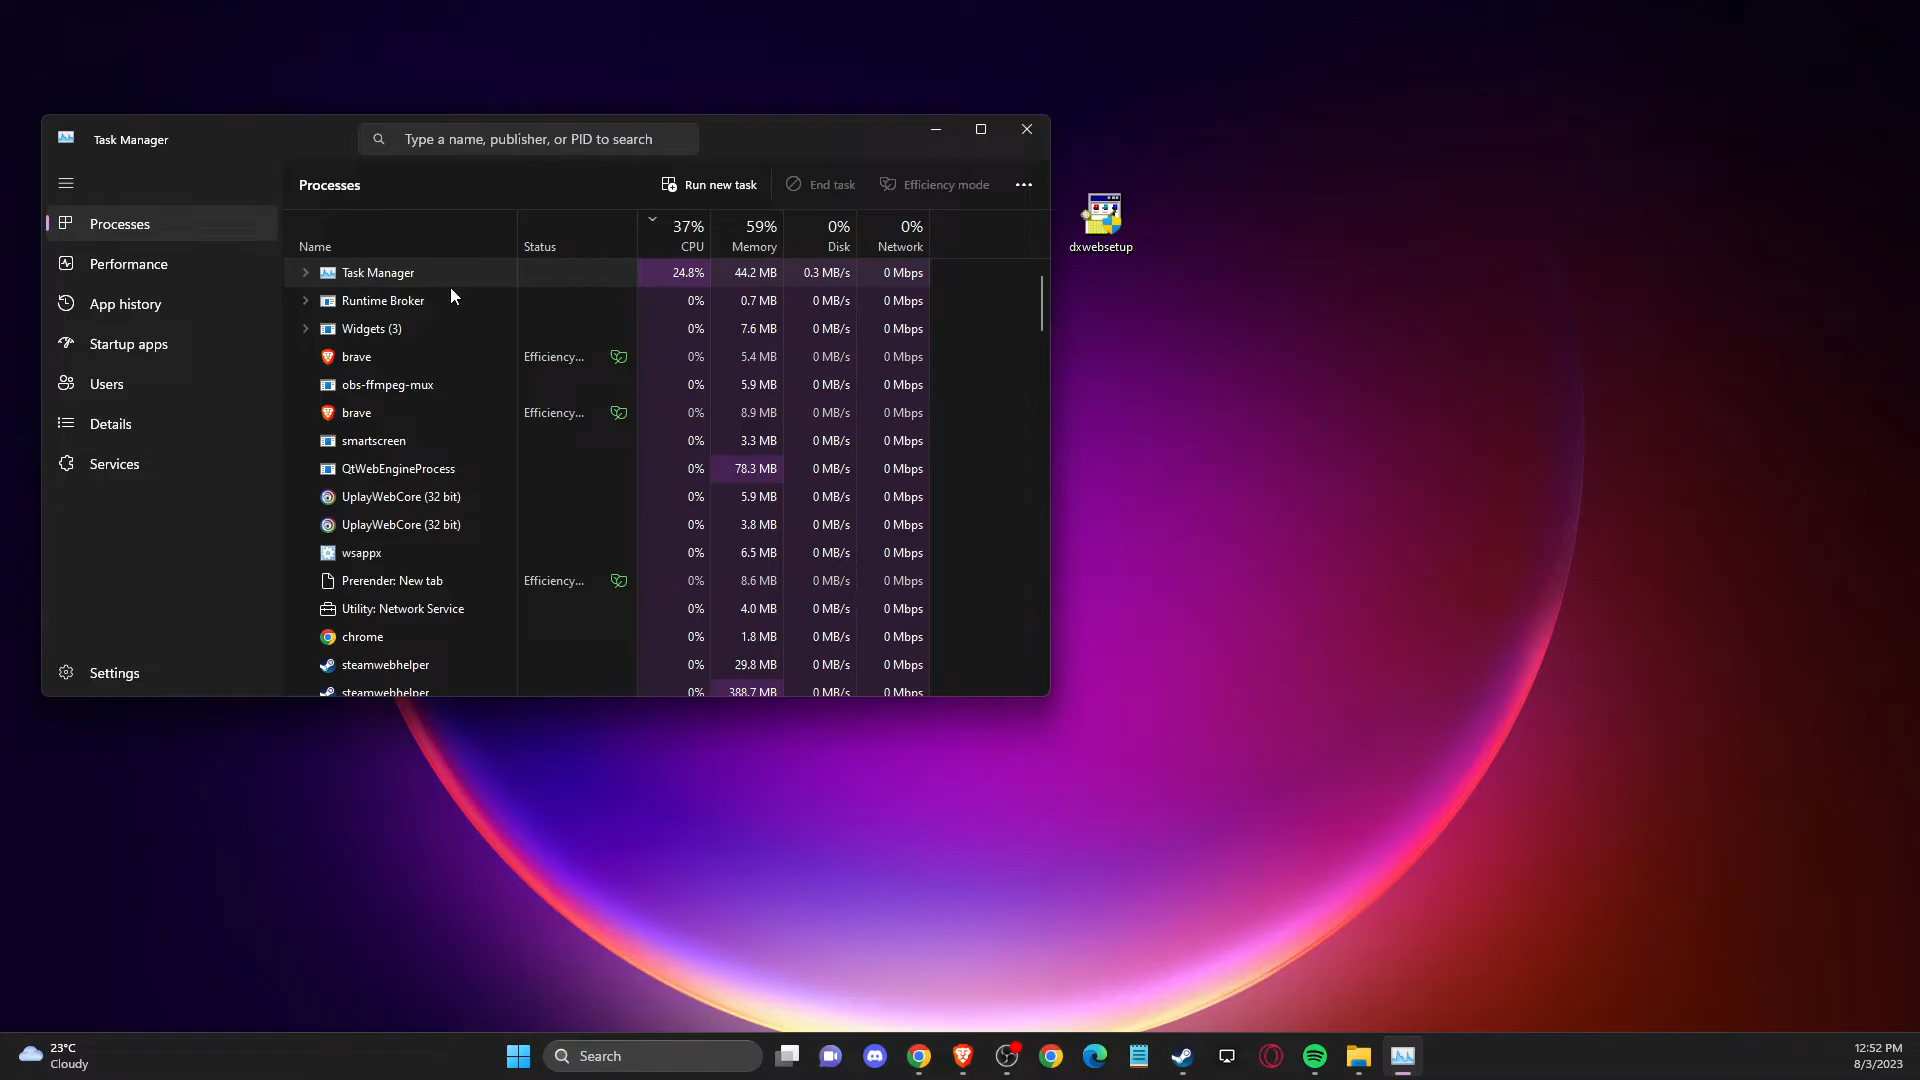 Task Manager
Type a name, publisher, or PID to search
Processes
Run new task
End task
Efficiency mode
Processes
Performance
App history
Startup apps
Users
Details
Services
Settings
37% 59% 0% 0%
Name Status CPU Memory Disk Network
Task Manager 24.8% 44.2 MB 0.3 MB/s 0 Mbps
Runtime Broker 0% 0.7 MB 0 MB/s 0 Mbps
Widgets (3) 0% 7.6 MB 0 MB/s 0 Mbps
brave Efficiency... 0% 5.4 MB 0 MB/s 0 Mbps
obs-ffmpeg-mux 0% 5.9 MB 0 MB/s 0 Mbps
brave Efficiency... 0% 8.9 MB 0 MB/s 0 Mbps
smartscreen 0% 3.3 MB 0 MB/s 0 Mbps
QtWebEngineProcess 0% 78.3 MB 0 MB/s 0 Mbps
UplayWebCore (32 bit) 0% 5.9 MB 0 MB/s 0 Mbps
UplayWebCore (32 bit) 0% 3.8 MB 0 MB/s 0 Mbps
wsappx 0% 6.5 MB 0 MB/s 0 Mbps
Prerender: New tab Efficiency... 0% 8.6 MB 0 MB/s 0 Mbps
Utility: Network Service 0% 4.0 MB 0 MB/s 0 Mbps
chrome 0% 1.8 MB 0 MB/s 0 Mbps
steamwebhelper 0% 29.8 MB 0 MB/s 0 Mbps
steamwebhelper 0% 388.7 MB 0 MB/s 0 Mbps
dxwebsetup
23°C
Cloudy
Search
12:52 PM
8/3/2023